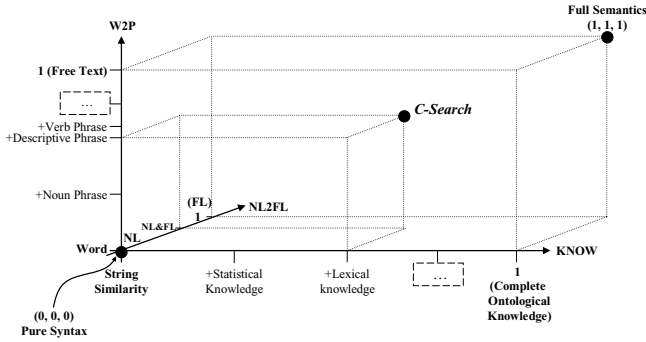 W2P
Full Semantics
(1, 1, 1)
1 (Free Text)
...
C-Search
+Verb Phrase
+Descriptive Phrase
+Noun Phrase
(FL)
1
NL2FL
NL&FL
NL
Word
KNOW
String
Similarity
+Statistical
Knowledge
+Lexical
knowledge
...
1
(Complete
Ontological
Knowledge)
(0, 0, 0)
Pure Syntax